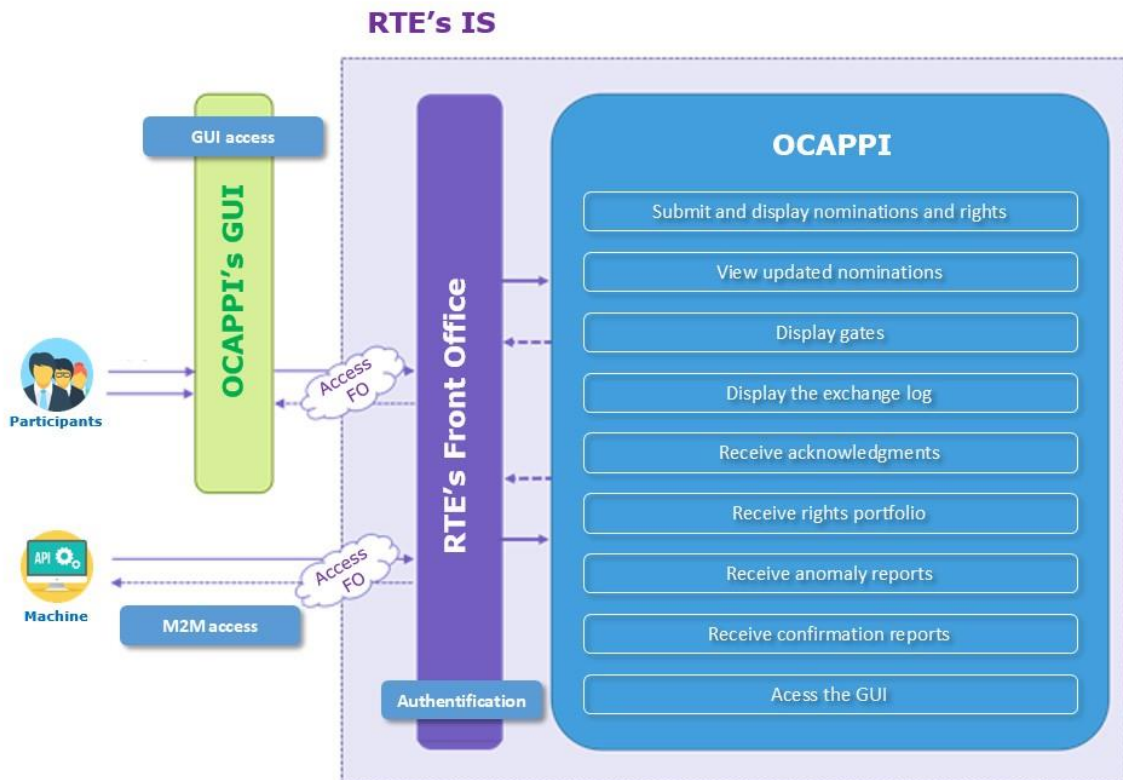 RTE's IS
GUI access
OCAPPI's GUI
Participants
Access
FO
API
Machine
M2M access
Access
FO
RTE's Front Office
Authentification
OCAPPI
Submit and display nominations and rights
View updated nominations
Display gates
Display the exchange log
Receive acknowledgments
Receive rights portfolio
Receive anomaly reports
Receive confirmation reports
Acess the GUI